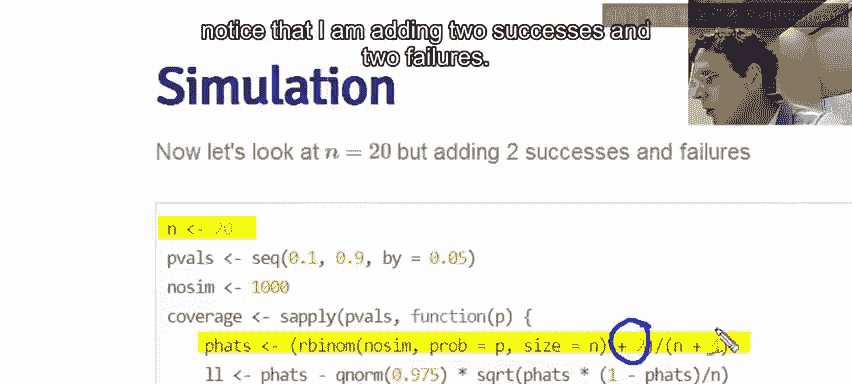 notice that I am adding two successes and
two failures.
Simulation
Now let's look at n = 20 but adding 2 successes and failures
n <- 20
pvals <- seq(0.1, 0.9, by = 0.05)
nosim <- 1000
coverage <- sapply(pvals, function(p) {
phats <- (rbinom(nosim, prob = p, size = n) + /(n +
ll <- phats - qnorm(0.975) * sqrt(phats * (1 - phats)/n)